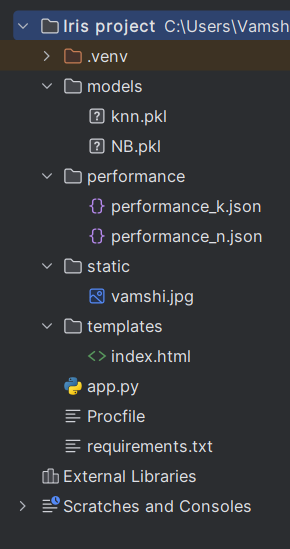 Iris project C:\Users\Vamsh
.venv
models
knn.pkl
NB.pkl
performance
performance_k.json
performance_n.json
static
vamshi.jpg
templates
index.html
app.py
Procfile
requirements.txt
External Libraries
Scratches and Consoles